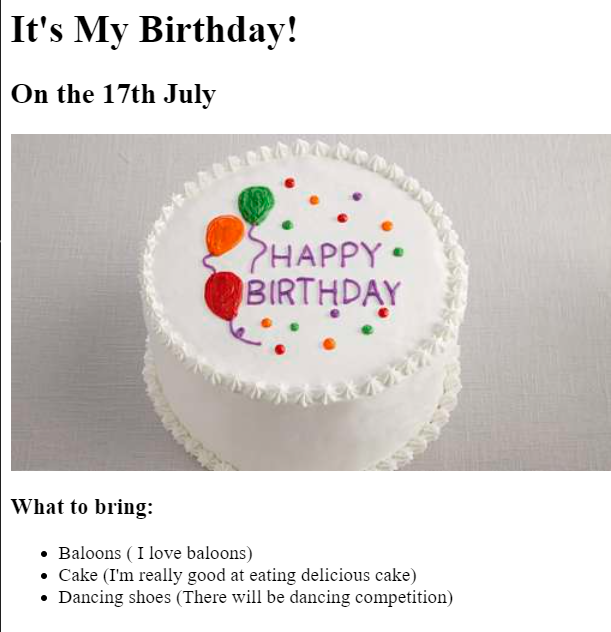 It's My Birthday!
On the 17th July
HAPPY
BIRTHDAY
What to bring:
Baloons ( I love baloons)
Cake (I'm really good at eating delicious cake)
Dancing shoes (There will be dancing competition)